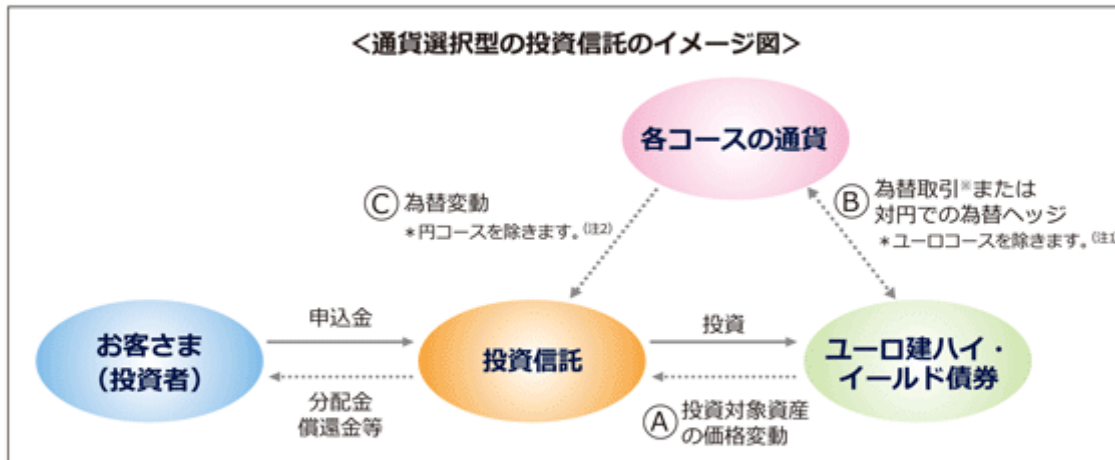 ＜通貨選択型の投資信託のイメージ図＞
各コースの通貨
Ⓒ 為替変動
＊円コースを除きます。(注2)
Ⓑ 為替取引※または
対円での為替ヘッジ
＊ユーロコースを除きます。(注1)
お客さま
（投資者）
申込金
分配金
償還金等
投資信託
投資
Ⓐ 投資対象資産
の価格変動
ユーロ建ハイ・
イールド債券